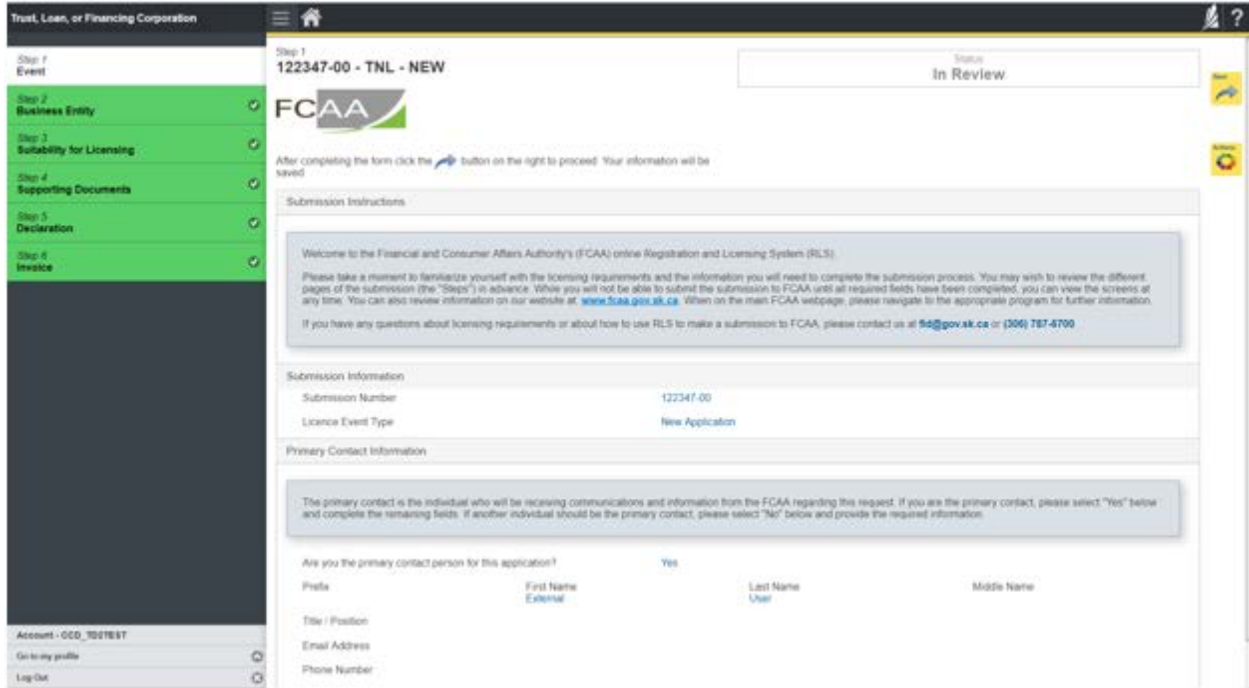 Trust, Loan, or Financing Corporation
?
Step 1
Event
Step 2
Business Entity
Step 3
Suitability for Licensing
Step 4
Supporting Documents
Step 5
Declaration
Step 6
Invoice
Account -
Go to my profile
Log Out
Step 1
122347-00 - TNL - NEW
Status
In Review
Next
Actions
FCAA
After completing the form click the button on the right to proceed. Your information will be
saved
Submission Instructions
Welcome to the Financial and Consumer Affairs Authority's (FCAA) online Registration and Licensing System (RLS).
Please take a moment to familiarize yourself with the licensing requirements and the information you will need to complete the submission process. You may wish to review the different
pages of the submission (the "Steps") in advance. While you will not be able to submit the submission to FCAA until all required fields have been completed, you can view the screens at
any time. You can also review information on our website at: www.fcaa.gov.sk.ca. When on the main FCAA webpage, please navigate to the appropriate program for further information.
If you have any questions about licensing requirements or about how to use RLS to make a submission to FCAA, please contact us at fid@gov.sk.ca or (306) 787-6700
Submission Information
Submission Number 122347-00
Licence Event Type New Application
Primary Contact Information
The primary contact is the individual who will be receiving communications and information from the FCAA regarding this request. If you are the primary contact, please select "Yes" below
and complete the remaining fields. If another individual should be the primary contact, please select "No" below and provide the required information.
Are you the primary contact person for this application? Yes
Prefix First Name Last Name Middle Name
External User
Title / Position
Email Address
Phone Number